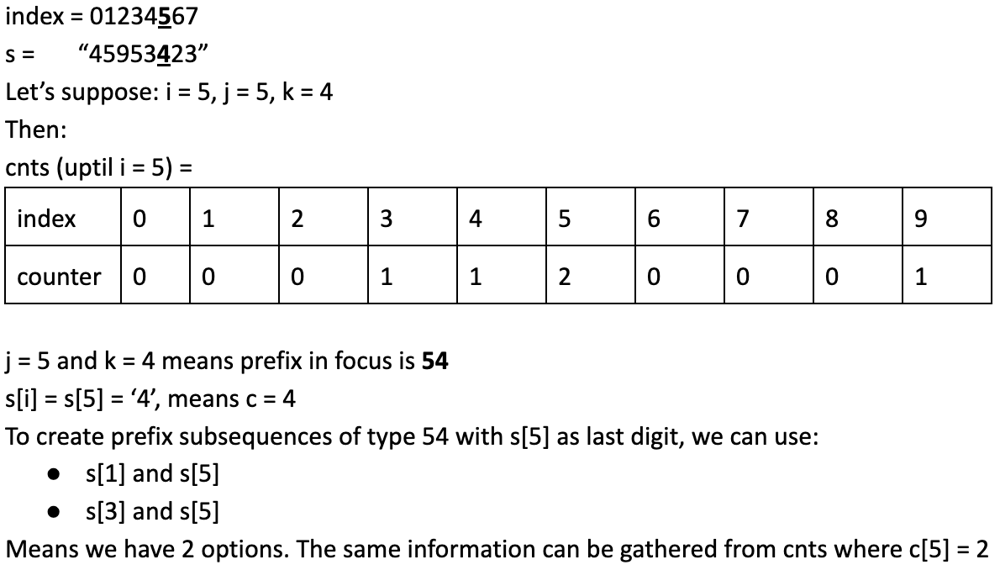 index = 01234567
s = “45953423”
Let’s suppose: i = 5, j = 5, k = 4
Then:
cnts (uptil i = 5) =
index 0 1 2 3 4 5 6 7 8 9
counter 0 0 0 1 1 2 0 0 0 1
j = 5 and k = 4 means prefix in focus is 54
s[i] = s[5] = ‘4’, means c = 4
To create prefix subsequences of type 54 with s[5] as last digit, we can use:
● s[1] and s[5]
● s[3] and s[5]
Means we have 2 options. The same information can be gathered from cnts where c[5] = 2